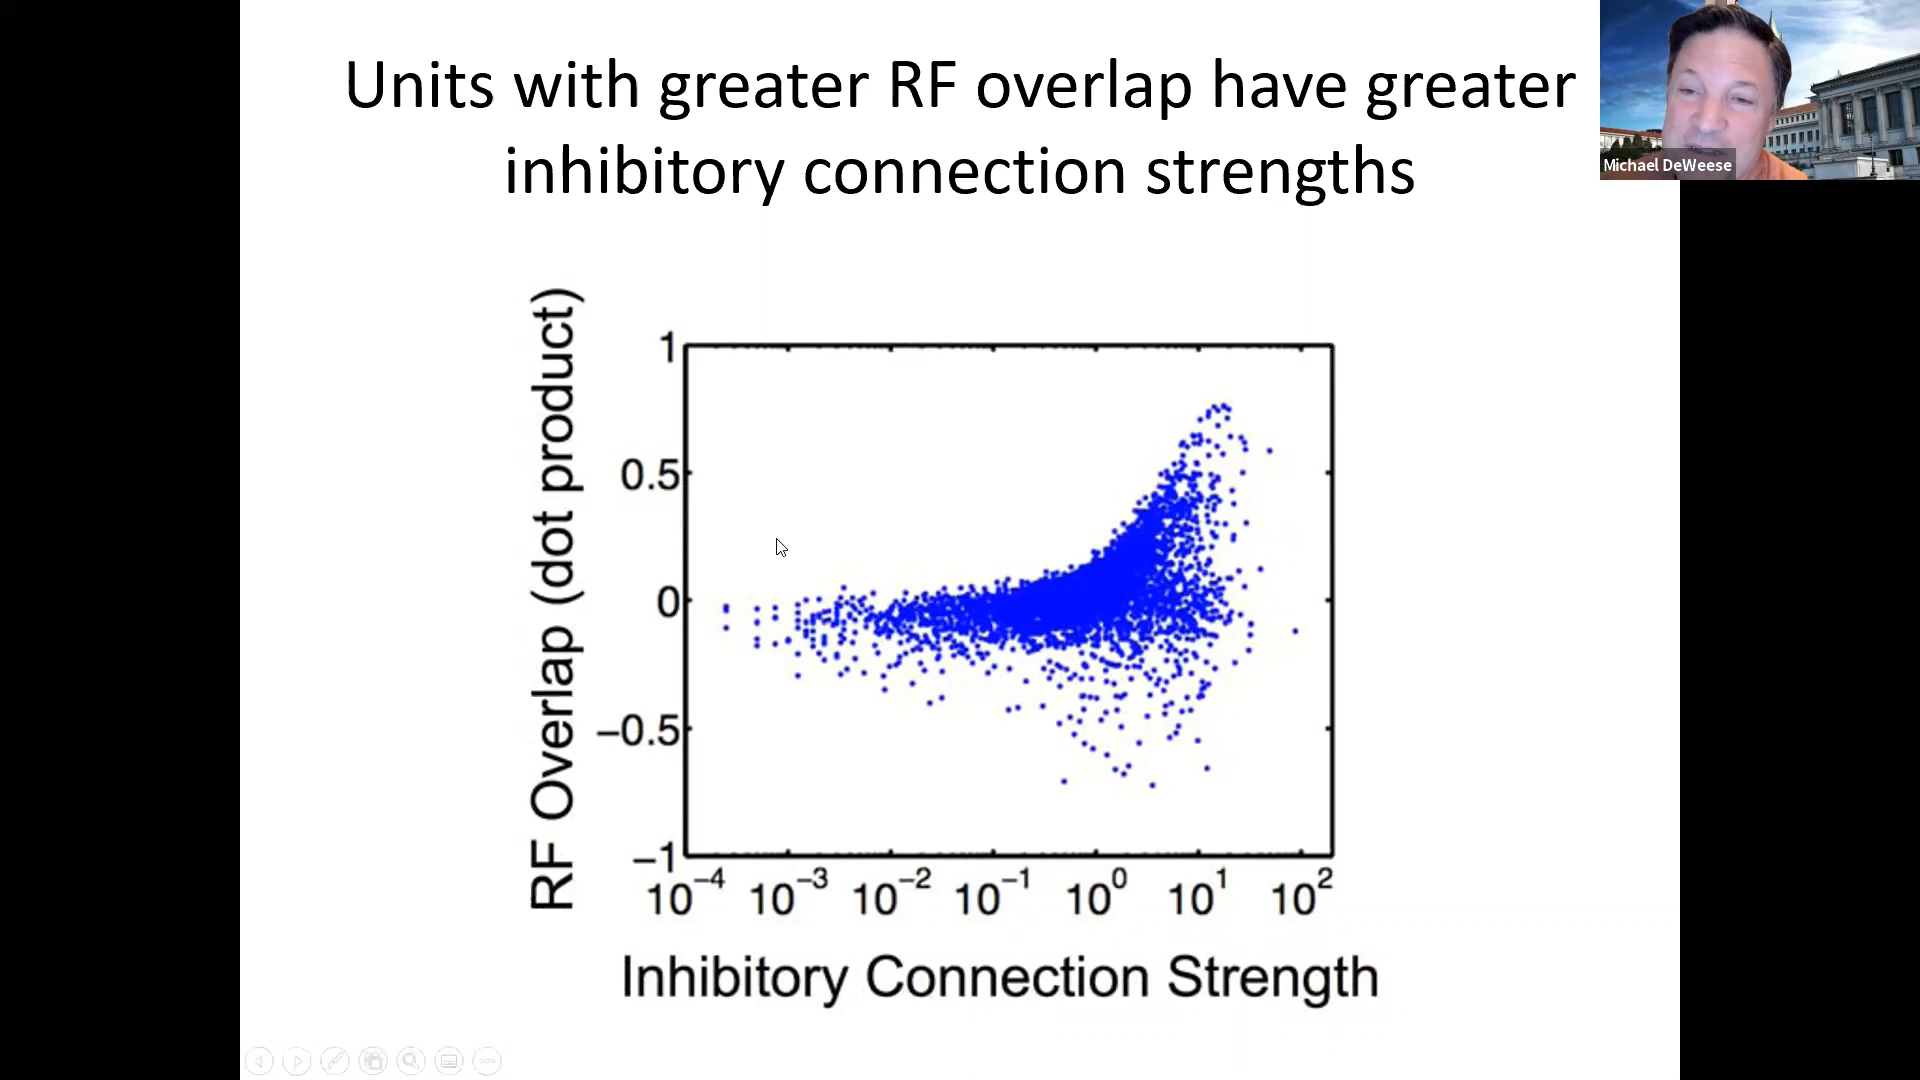 Units with greater RF overlap have greater
inhibitory connection strengths
Michael DeWeese
RF Overlap (dot product)
1
0.5
0
−0.5
−1
10⁻⁴ 10⁻³ 10⁻² 10⁻¹ 10⁰ 10¹ 10²
Inhibitory Connection Strength